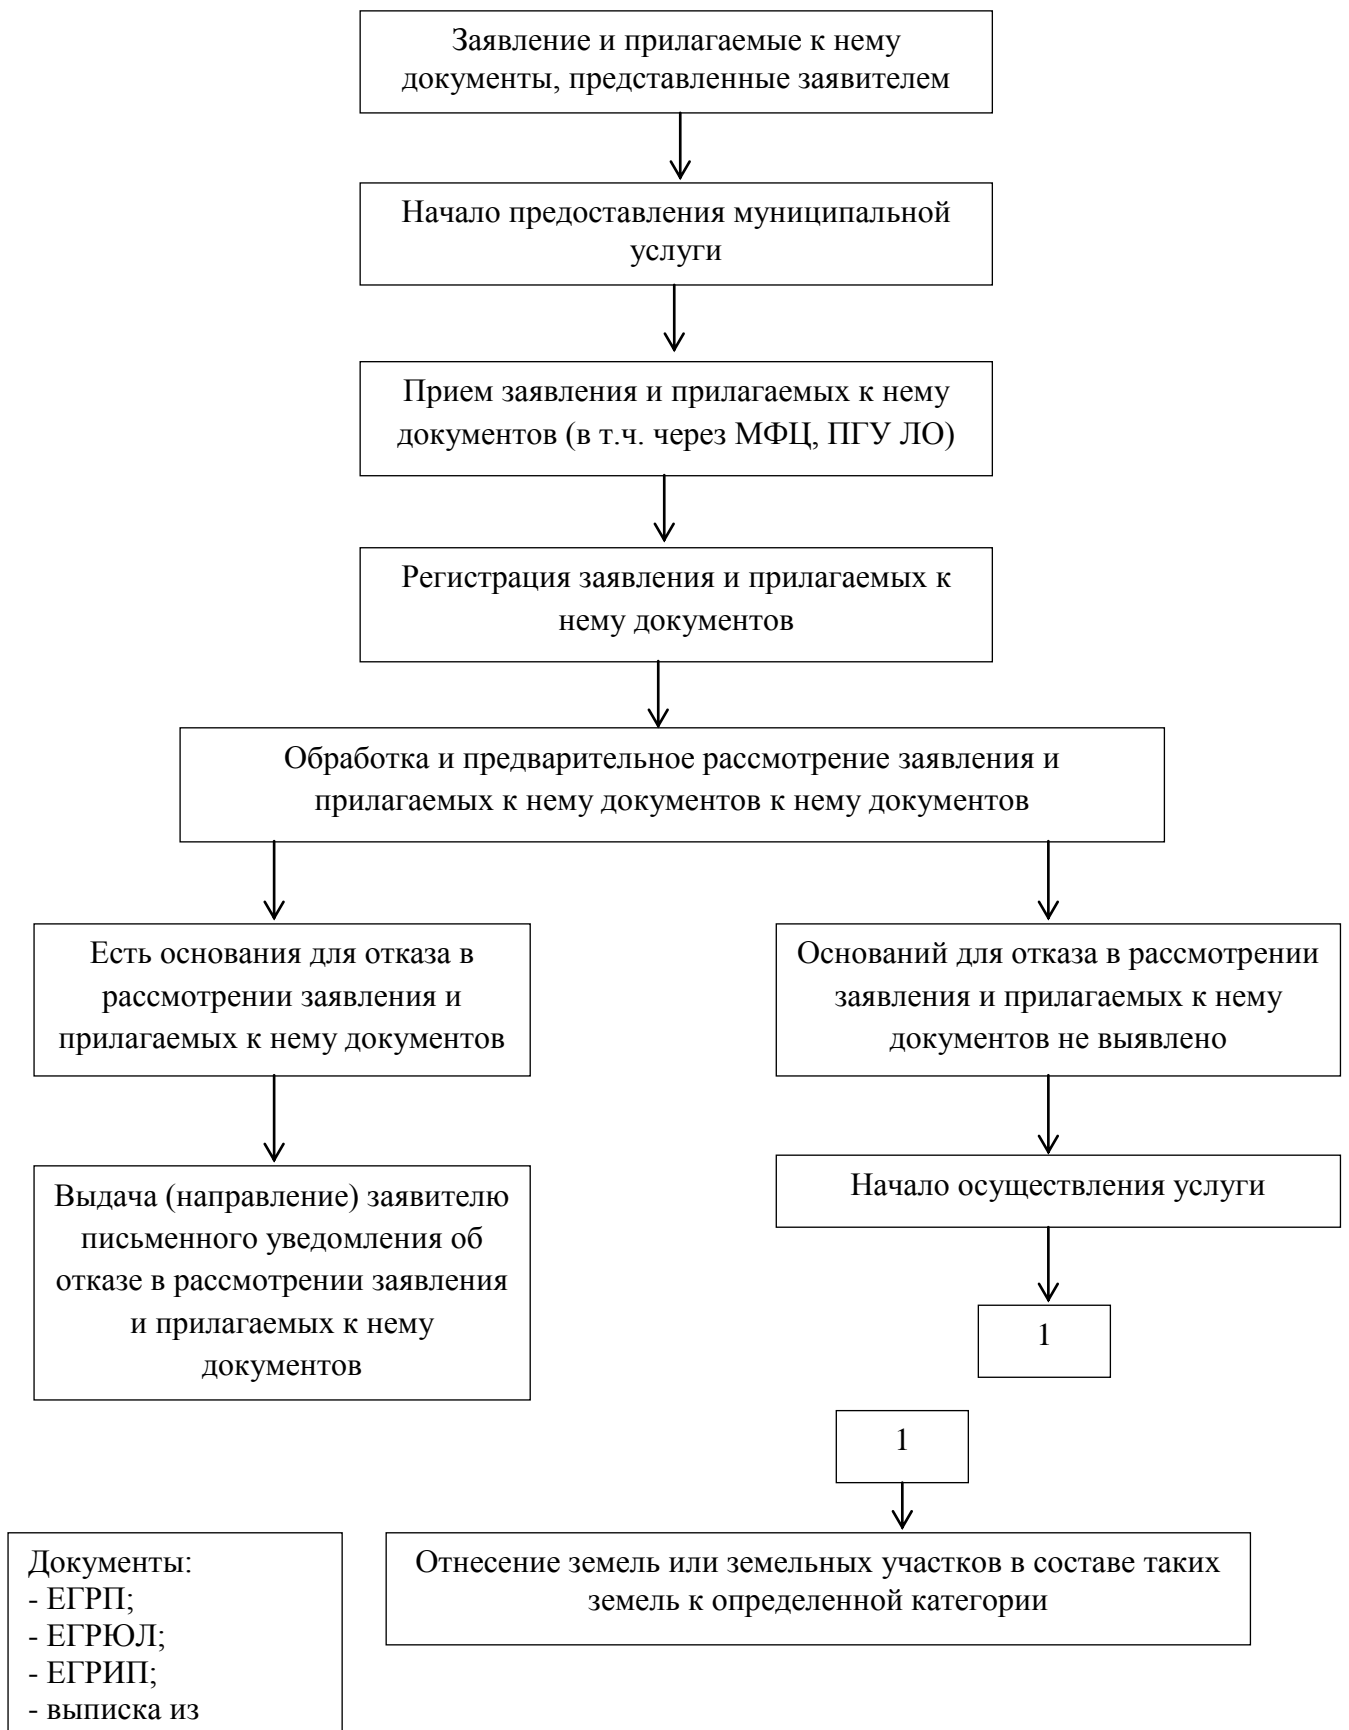 Заявление и прилагаемые к нему
документы, представленные заявителем
Начало предоставления муниципальной
услуги
Прием заявления и прилагаемых к нему
документов (в т.ч. через МФЦ, ПГУ ЛО)
Регистрация заявления и прилагаемых к
нему документов
Обработка и предварительное рассмотрение заявления и
прилагаемых к нему документов к нему документов
Есть основания для отказа в
рассмотрении заявления и
прилагаемых к нему документов
Оснований для отказа в рассмотрении
заявления и прилагаемых к нему
документов не выявлено
Выдача (направление) заявителю
письменного уведомления об
отказе в рассмотрении заявления
и прилагаемых к нему
документов
Начало осуществления услуги
1
1
Отнесение земель или земельных участков в составе таких
земель к определенной категории
Документы:
- ЕГРП;
- ЕГРЮЛ;
- ЕГРИП;
- выписка из